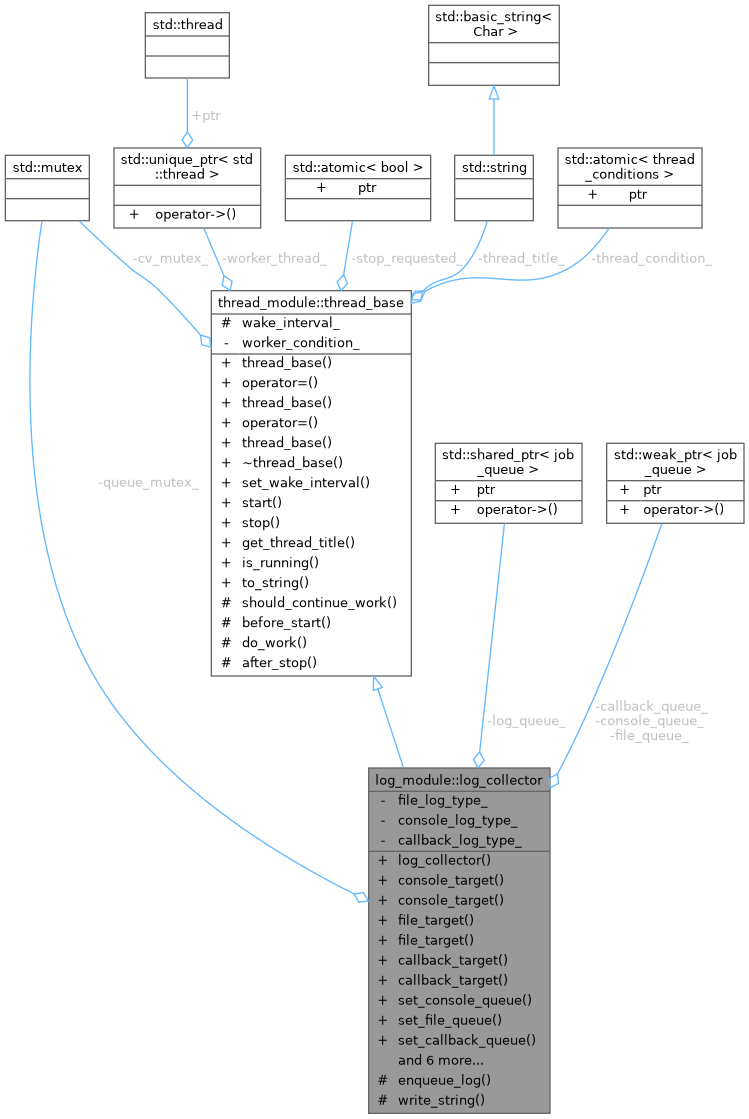 std::thread
std::basic_string<
Char >
+ptr
std::mutex
std::unique_ptr< std
::thread >
+ operator->()
std::atomic< bool >
+ ptr
std::string
std::atomic< thread
_conditions >
+ ptr
-cv_mutex_
-worker_thread_
-stop_requested_
-thread_title_
-thread_condition_
thread_module::thread_base
# wake_interval_
- worker_condition_
+ thread_base()
+ operator=()
+ thread_base()
+ operator=()
+ thread_base()
+ ~thread_base()
+ set_wake_interval()
+ start()
+ stop()
+ get_thread_title()
+ is_running()
+ to_string()
# should_continue_work()
# before_start()
# do_work()
# after_stop()
-queue_mutex_
std::shared_ptr< job
_queue >
+ ptr
+ operator->()
std::weak_ptr< job
_queue >
+ ptr
+ operator->()
-log_queue_
-callback_queue_
-console_queue_
-file_queue_
log_module::log_collector
- file_log_type_
- console_log_type_
- callback_log_type_
+ log_collector()
+ console_target()
+ console_target()
+ file_target()
+ file_target()
+ callback_target()
+ callback_target()
+ set_console_queue()
+ set_file_queue()
+ set_callback_queue()
and 6 more...
# enqueue_log()
# write_string()